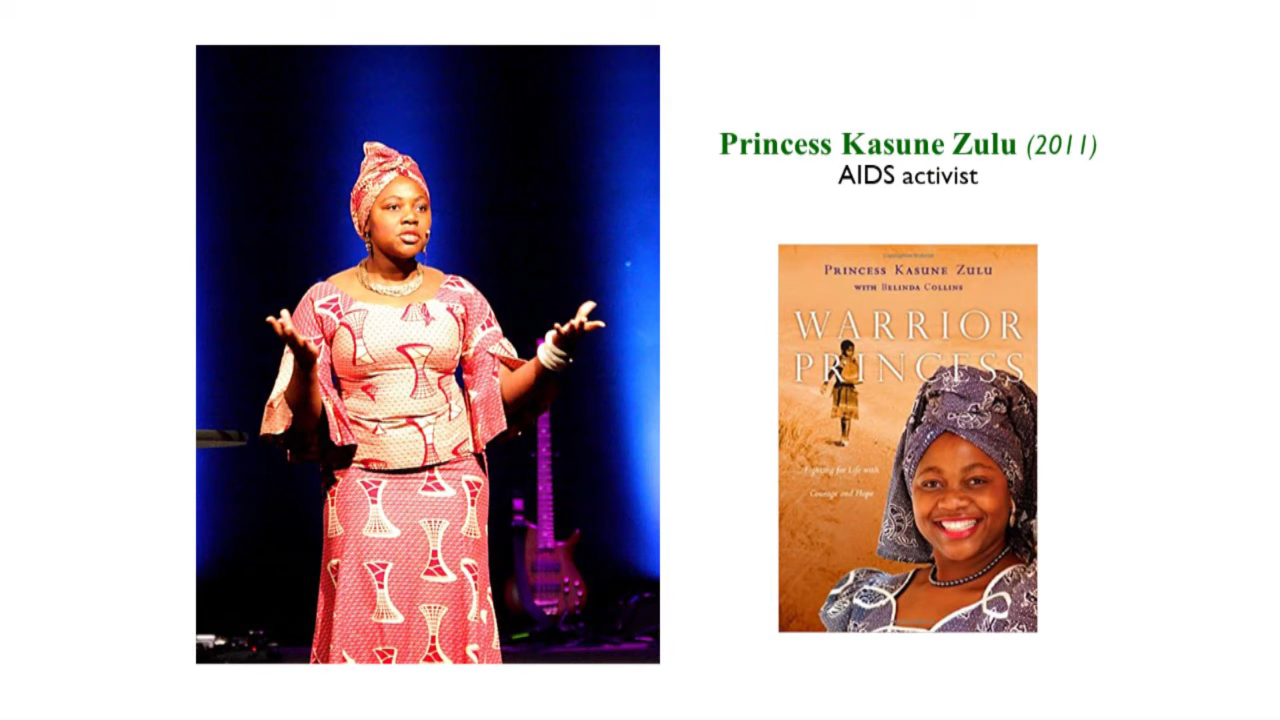 Princess Kasune Zulu (2011)
AIDS activist
PRINCESS KASUNE ZULU
WITH BELINDA COLLINS
WARRIOR
PRINCESS
Fighting for Life with
Courage and Hope